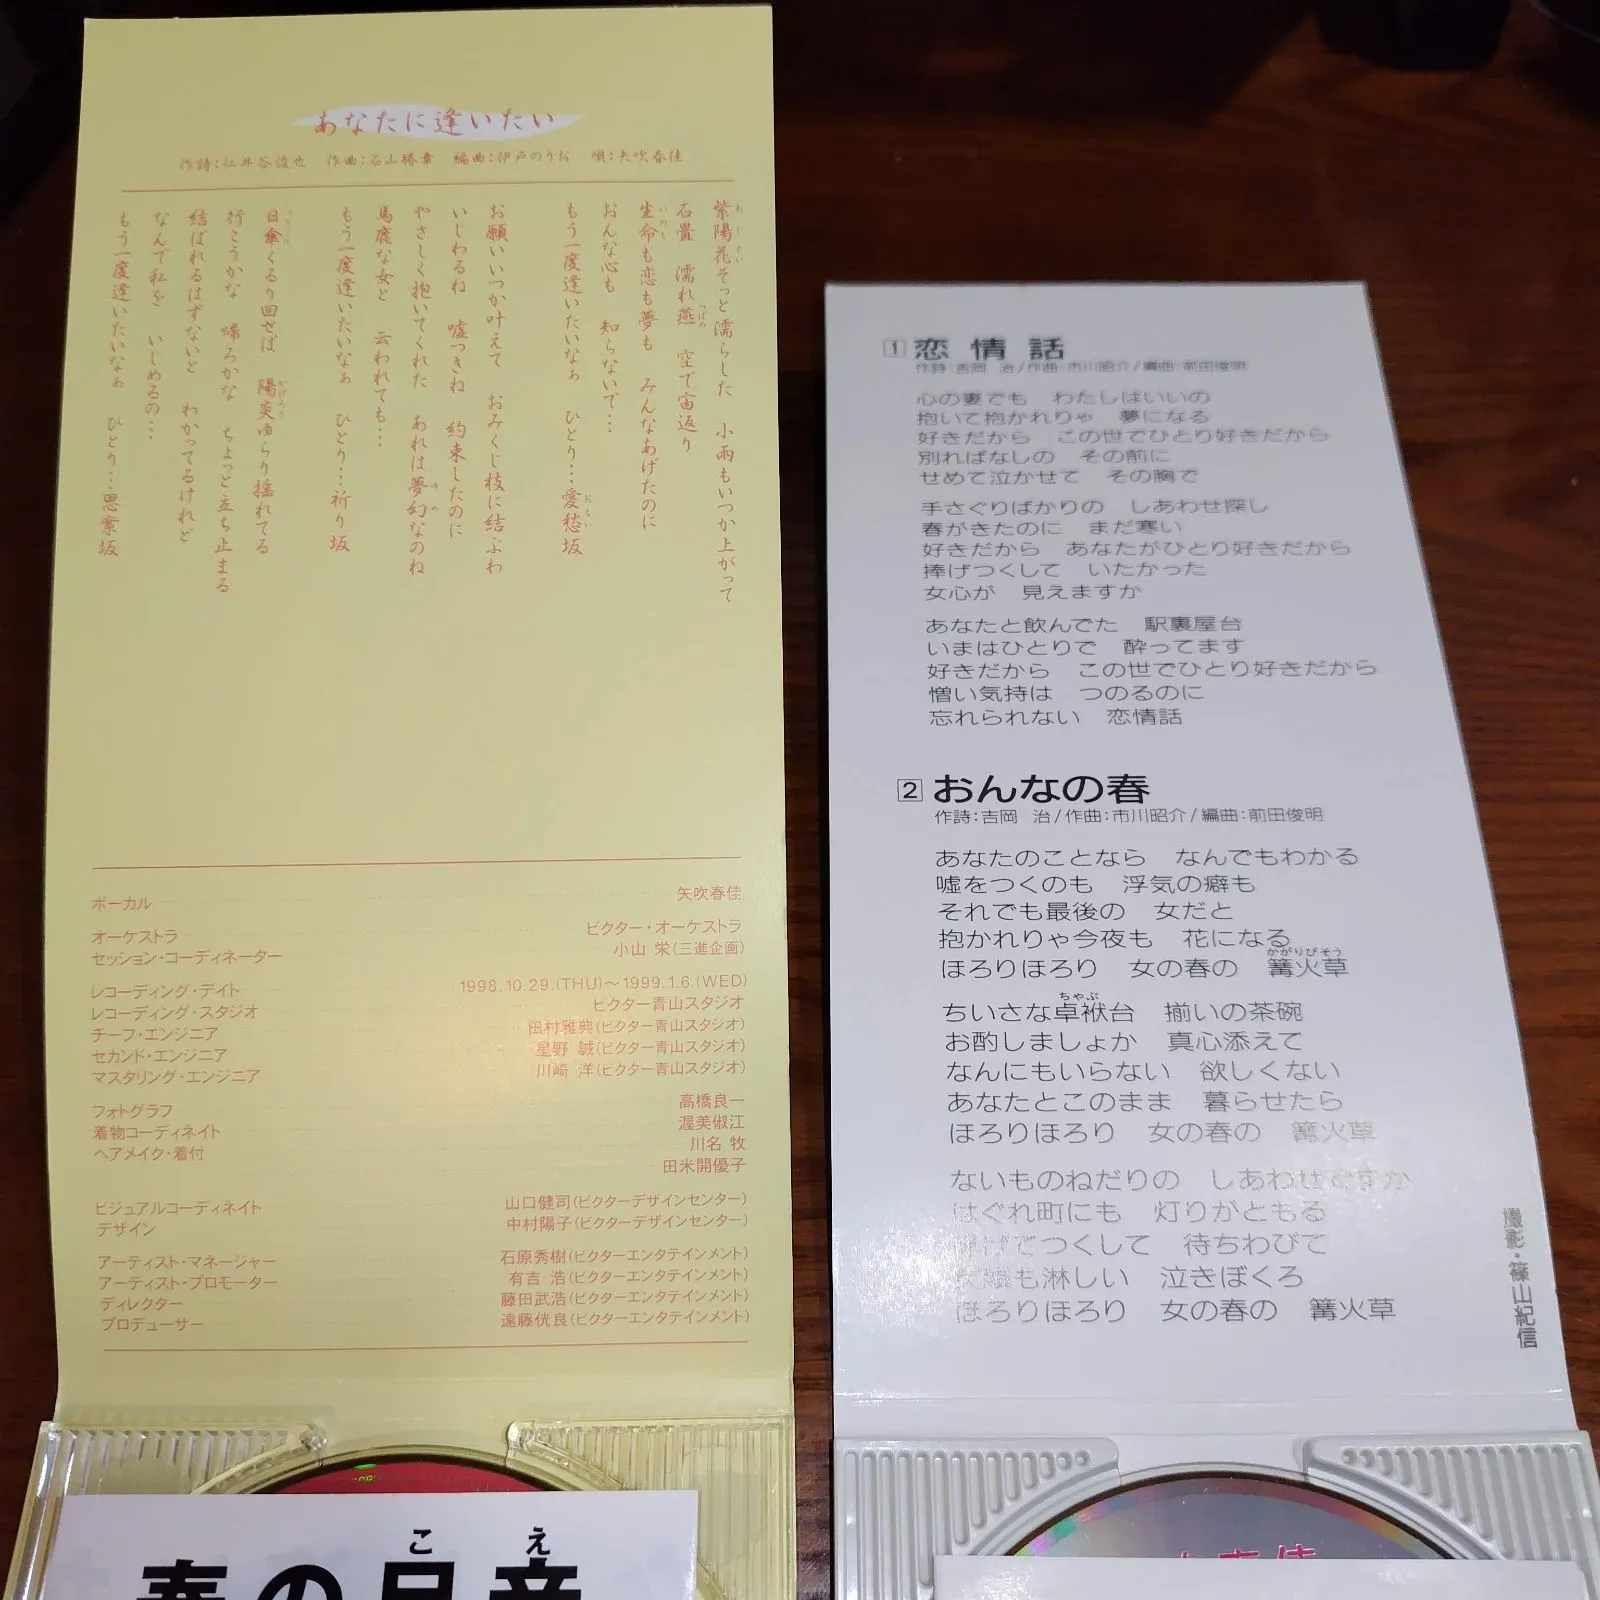 あなたに逢いたい
作詩:仁井谷俊也 作曲:石山勝章 編曲:伊戸のりお 唄:矢吹春佳
紫陽花そっと濡らした 小雨もいつか上がって
石畳 濡れ燕 空で宙返り
生命も恋も夢も みんなあげたのに
おんな心も 知らないで…
もう一度逢いたいなぁ ひとり…愛愁坂
お願いいつか叶えて おみくじ枝に結ぶわ
いじわるね 嘘つきね 約束したのに
やさしく抱いてくれた あれは夢幻なのね
馬鹿な女と 云われても…
もう一度逢いたいなぁ ひとり…祈り坂
日傘くるり回せば 陽炎ゆらり揺れてる
行こうかな 帰ろかな ちょっと立ち止まる
結ばれるはずないと わかってるけれど
なんで私を いじめるの…
もう一度逢いたいなぁ ひとり…思案坂
ボーカル 矢吹春佳
オーケストラ ビクター・オーケストラ
セッション・コーディネーター 小山 栄(三進企画)
レコーディング・デイト 1998.10.29.(THU)〜1999.1.6.(WED)
レコーディング・スタジオ ビクター青山スタジオ
チーフ・エンジニア 田村雅典(ビクター青山スタジオ)
セカンド・エンジニア 星野 誠(ビクター青山スタジオ)
マスタリング・エンジニア 川崎 洋(ビクター青山スタジオ)
フォトグラフ 高橋良一
着物コーディネイト 渥美俶江
ヘアメイク・着付 川名 牧
田米開優子
ビジュアルコーディネイト 山口健司(ビクターデザインセンター)
デザイン 中村陽子(ビクターデザインセンター)
アーティスト・マネージャー 石原秀樹(ビクターエンタテインメント)
アーティスト・プロモーター 有吉 浩(ビクターエンタテインメント)
ディレクター 藤田武浩(ビクターエンタテインメント)
プロデューサー 遠藤侊良(ビクターエンタテインメント)
こえ
春の
1 恋情話
作詩:吉岡 治/作曲:市川昭介/編曲:前田俊明
心の裏でも わたしはいいの
抱いて抱かれりゃ 夢になる
好きだから この世でひとり好きだから
別ればなしの その前に
せめて泣かせて その胸で
手さぐりばかりの しあわせ探し
春がきたのに まだ寒い
好きだから あなたがひとり好きだから
捧げつくして いたかった
女心が 見えますか
あなたと飲んでた 駅裏屋台
いまはひとりで 酔ってます
好きだから この世でひとり好きだから
憎い気持は つのるのに
忘れられない 恋情話
2 おんなの春
作詩:吉岡 治/作曲:市川昭介/編曲:前田俊明
あなたのことなら なんでもわかる
嘘をつくのも 浮気の癖も
それでも最後の 女だと
抱かれりゃ今夜も 花になる
ほろりほろり 女の春の 篝火草
ちいさな卓袱台 揃いの茶碗
お酌しましょか 真心添えて
なんにもいらない 欲しくない
あなたとこのまま 暮らせたら
ほろりほろり 女の春の 篝火草
ないものねだりの しあわせですか
はぐれ町にも 灯りがともる
げてつくして 待ちわびて
も淋しい 泣きぼくろ
ほろりほろり 女の春の 篝火草
撮影・篠山紀信